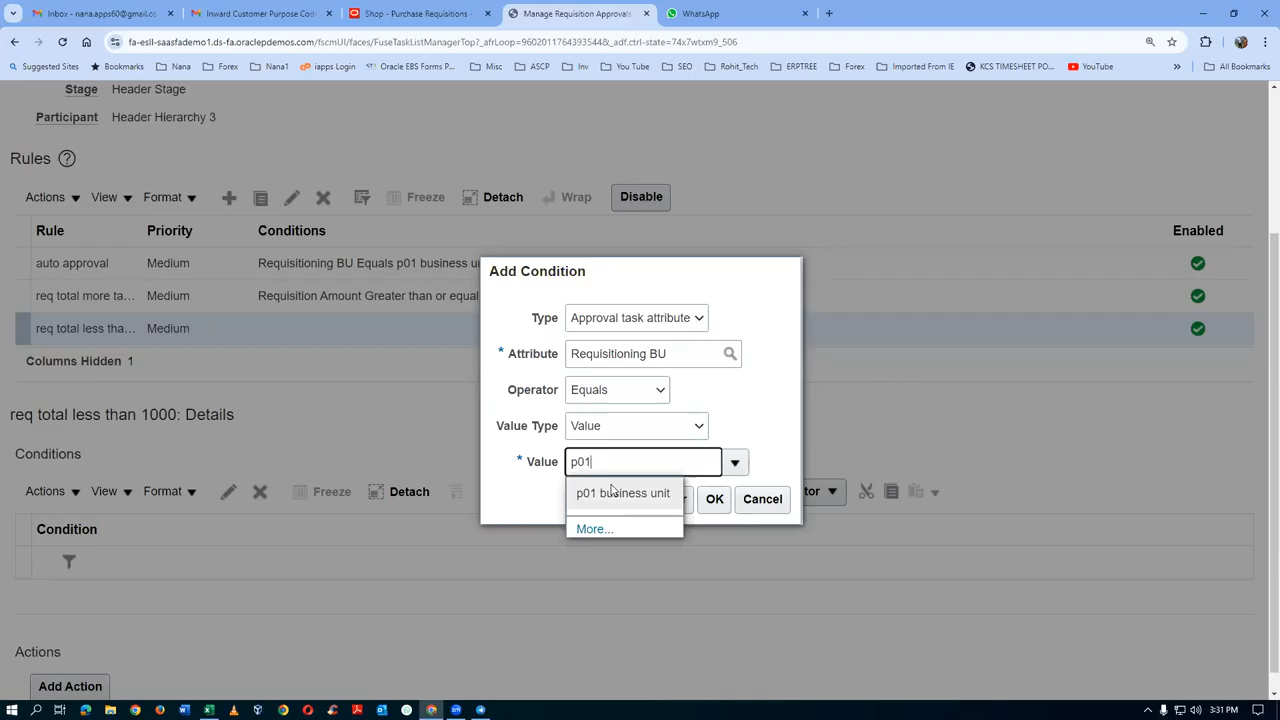 Inbox - nana.apps60@gmail.co
Inward Customer Purpose Code
Shop - Purchase Requisitions -
Manage Requisition Approvals -
WhatsApp
fa-esll-saasfademo1.ds-fa.oraclepdemos.com/fscmUI/faces/FuseTaskListManagerTop?_afrLoop=9602011764393544&_adf.ctrl-state=74x7wtxm9_506
Suggested Sites
Bookmarks
Nana
Forex
Nana1
iapps Login
Oracle EBS Forms P...
Misc
ASCP
Inv
You Tube
SEO
Rohit_Tech
ERPTREE
Forex
Imported From IE
KCS TIMESHEET PO...
YouTube
»
All Bookmarks
Stage Header Stage
Participant Header Hierarchy 3
Rules ?
Actions View Format Freeze Detach Wrap Disable
Rule Priority Conditions Enabled
auto approval Medium Requisitioning BU Equals p01 business u
req total more ta... Medium Requisition Amount Greater than or equal
req total less tha... Medium
Columns Hidden 1
Add Condition
Type Approval task attribute
* Attribute Requisitioning BU
Operator Equals
Value Type Value
* Value p01
p01 business unit
More...
OK Cancel
req total less than 1000: Details
Conditions
Actions View Format Freeze Detach
Condition
Actions
Add Action
3:31 PM